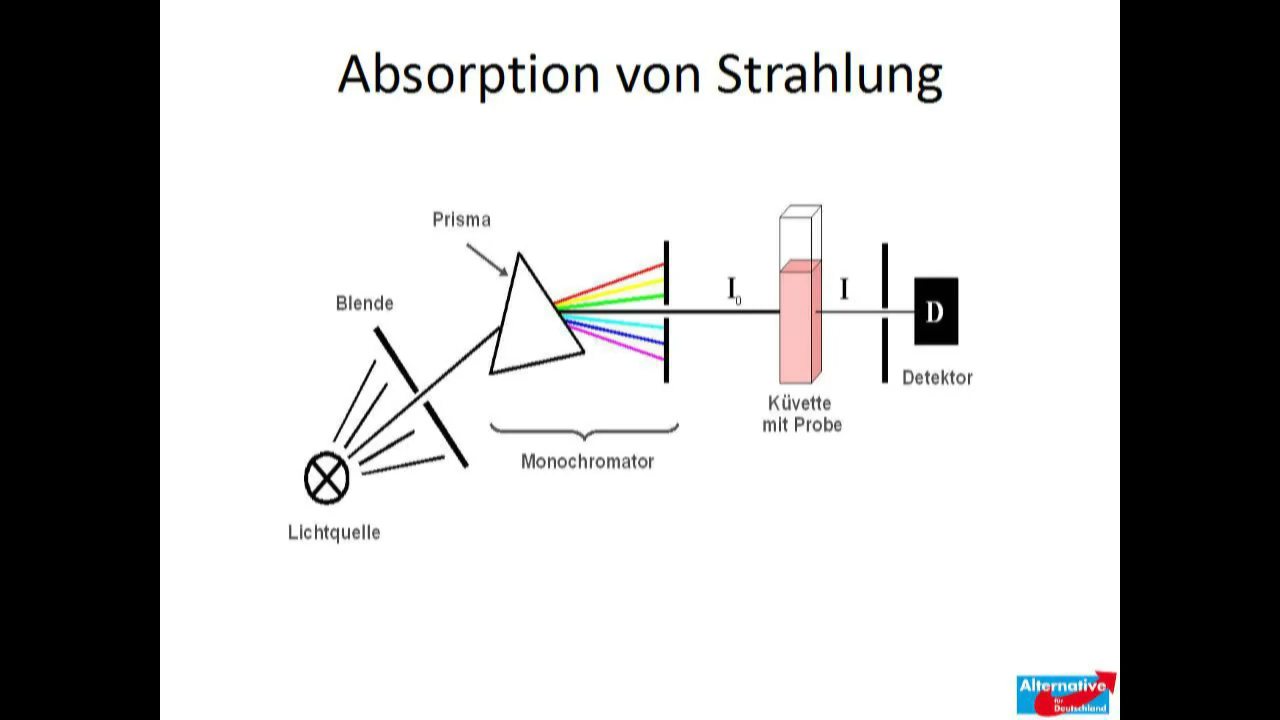 Absorption von Strahlung
Prisma
Blende
I₀
I
D
Detektor
Küvette
mit Probe
Monochromator
Lichtquelle
Alternative
für
Deutschland